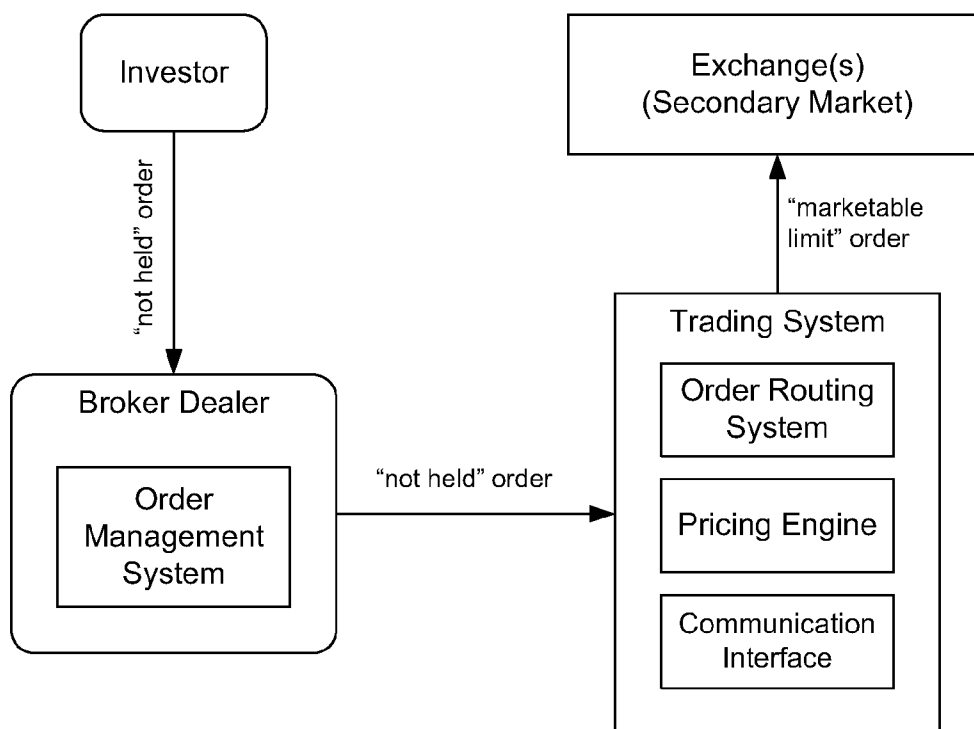 Investor
Exchange(s)
(Secondary Market)
“not held” order
“marketable
limit” order
Trading System
Order Routing
System
Broker Dealer
“not held” order
Order
Management
System
Pricing Engine
Communication
Interface